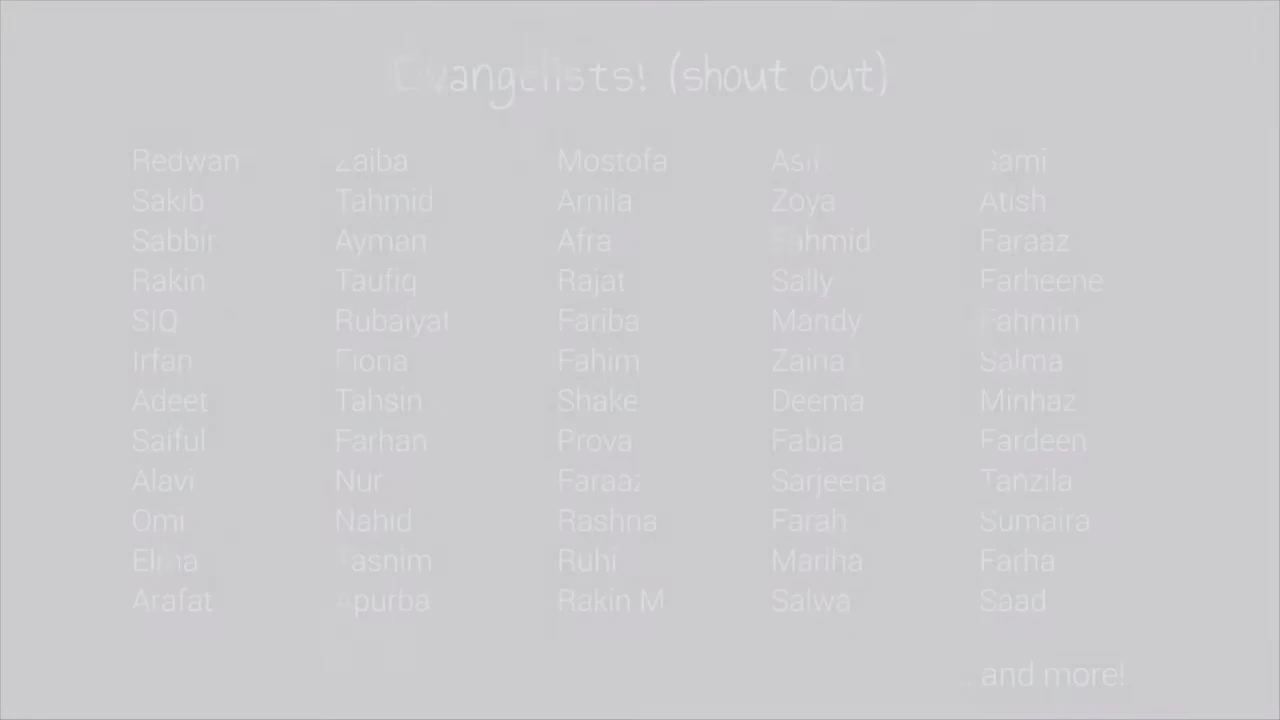 Evangelists! (shout out)
Redwan Zaiba Mostofa Asif Sami
Sakib Tahmid Arnila Zoya Atish
Sabbir Ayman Afra Fahmid Faraaz
Rakin Taufiq Rajat Sally Farheene
SIQ Rubaiyat Fariba Mandy Fahmin
Irfan Fiona Fahim Zaina Salma
Adeet Tahsin Shake Deema Minhaz
Saiful Farhan Prova Fabia Fardeen
Alavi Nur Faraaz Sarjeena Tanzila
Omi Nahid Rashna Farah Sumaira
Tasnim Ruhi Mariha Farha
Arafat Apurba Rakin M Salwa Saad
and more!